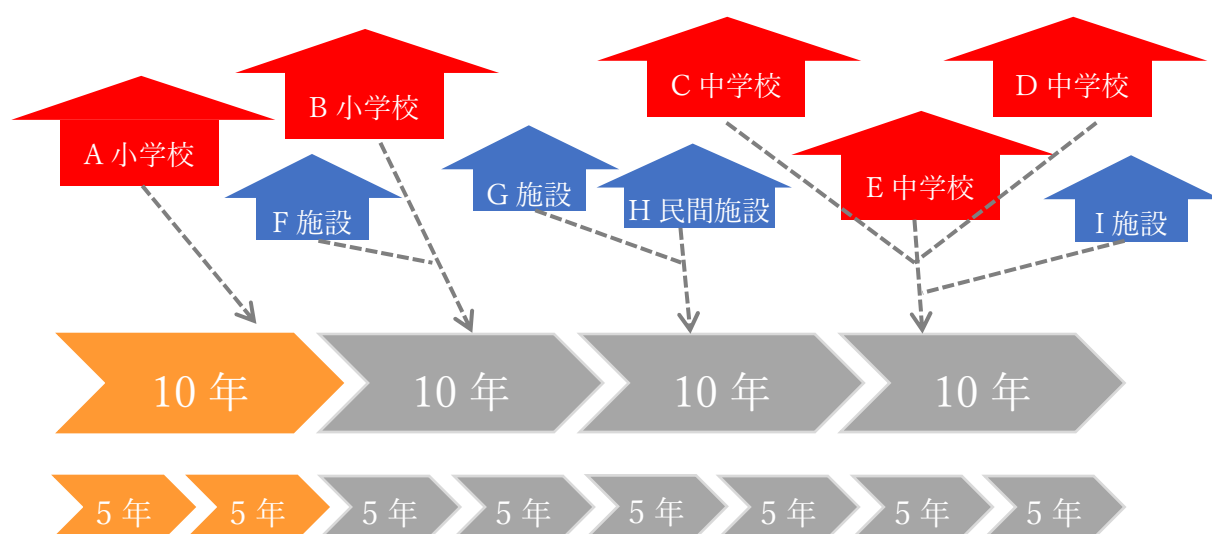 A 小学校
B 小学校
C 中学校
D 中学校
E 中学校
F 施設
G 施設
H 民間施設
I 施設
10 年
10 年
10 年
10 年
5 年
5 年
5 年
5 年
5 年
5 年
5 年
5 年